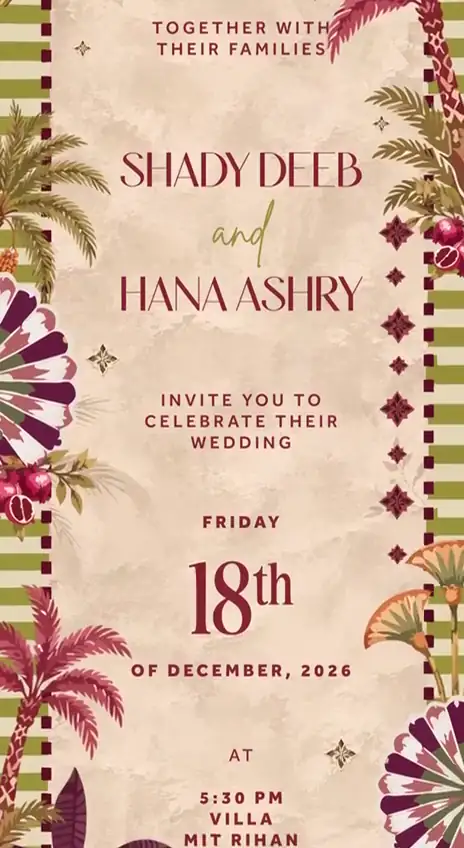 TOGETHER WITH
THEIR FAMILIES
SHADY DEEB
and
HANA ASHRY
INVITE YOU TO
CELEBRATE THEIR
WEDDING
FRIDAY
18th
OF DECEMBER, 2026
AT
5:30 PM
VILLA
MIT RIHAN